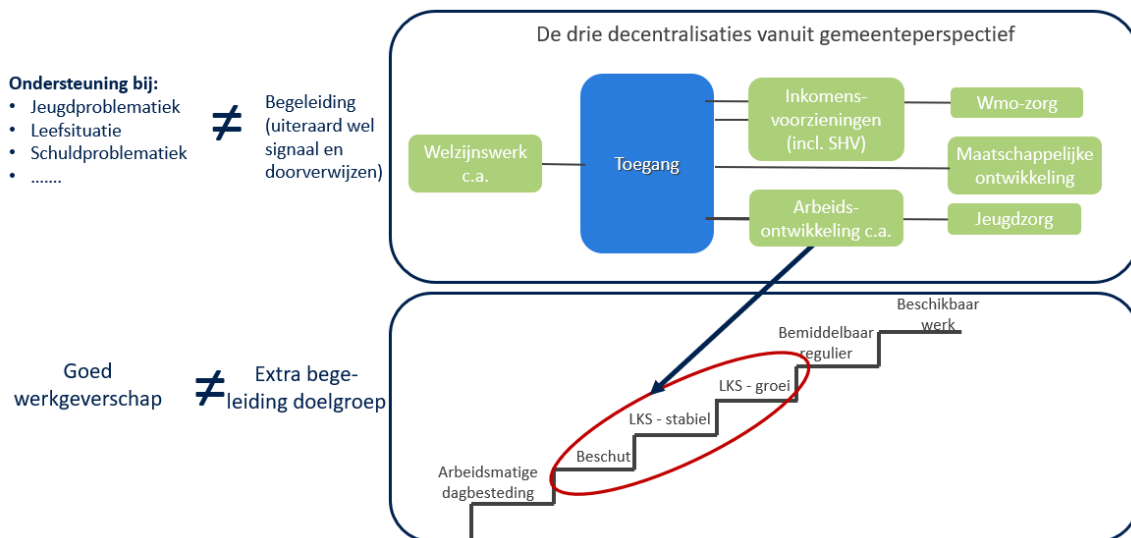 De drie decentralisaties vanuit gemeenteperspectief
Ondersteuning bij:
• Jeugdproblematiek
• Leefsituatie
• Schuldproblematiek
• .......
≠
Begeleiding
(uiteraard wel
signaal en
doorverwijzen)
Welzijnswerk
c.a.
Toegang
Inkomens-
voorzieningen
(incl. SHV)
Wmo-zorg
Maatschappelijke
ontwikkeling
Arbeids-
ontwikkeling c.a.
Jeugdzorg
Goed
werkgeverschap
≠
Extra bege-
leiding doelgroep
Beschikbaar
werk
Bemiddelbaar
regulier
LKS - groei
LKS - stabiel
Beschut
Arbeidsmatige
dagbesteding